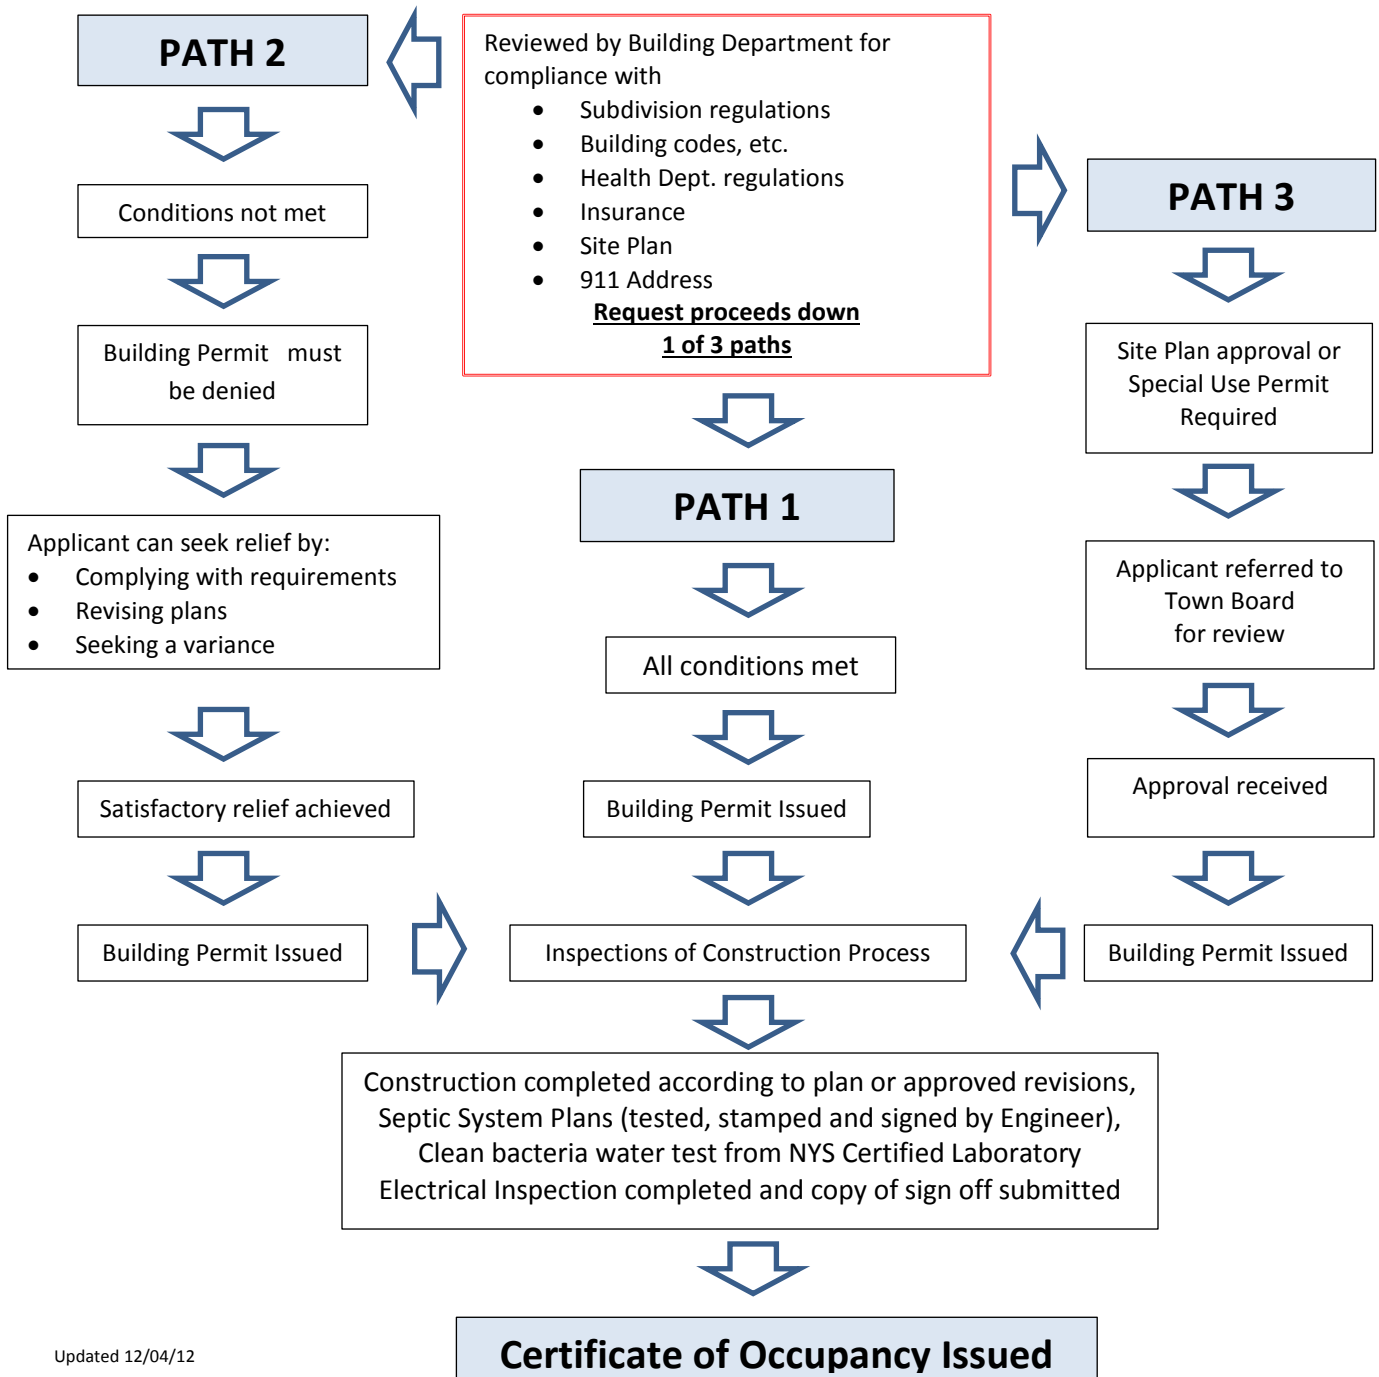 PATH 2
Reviewed by Building Department for
compliance with
• Subdivision regulations
• Building codes, etc.
• Health Dept. regulations
• Insurance
• Site Plan
• 911 Address
Request proceeds down
1 of 3 paths
PATH 3
Conditions not met
Building Permit must
be denied
Applicant can seek relief by:
• Complying with requirements
• Revising plans
• Seeking a variance
Satisfactory relief achieved
Building Permit Issued
PATH 1
All conditions met
Building Permit Issued
Site Plan approval or
Special Use Permit
Required
Applicant referred to
Town Board
for review
Approval received
Building Permit Issued
Inspections of Construction Process
Construction completed according to plan or approved revisions,
Septic System Plans (tested, stamped and signed by Engineer),
Clean bacteria water test from NYS Certified Laboratory
Electrical Inspection completed and copy of sign off submitted
Certificate of Occupancy Issued
Updated 12/04/12